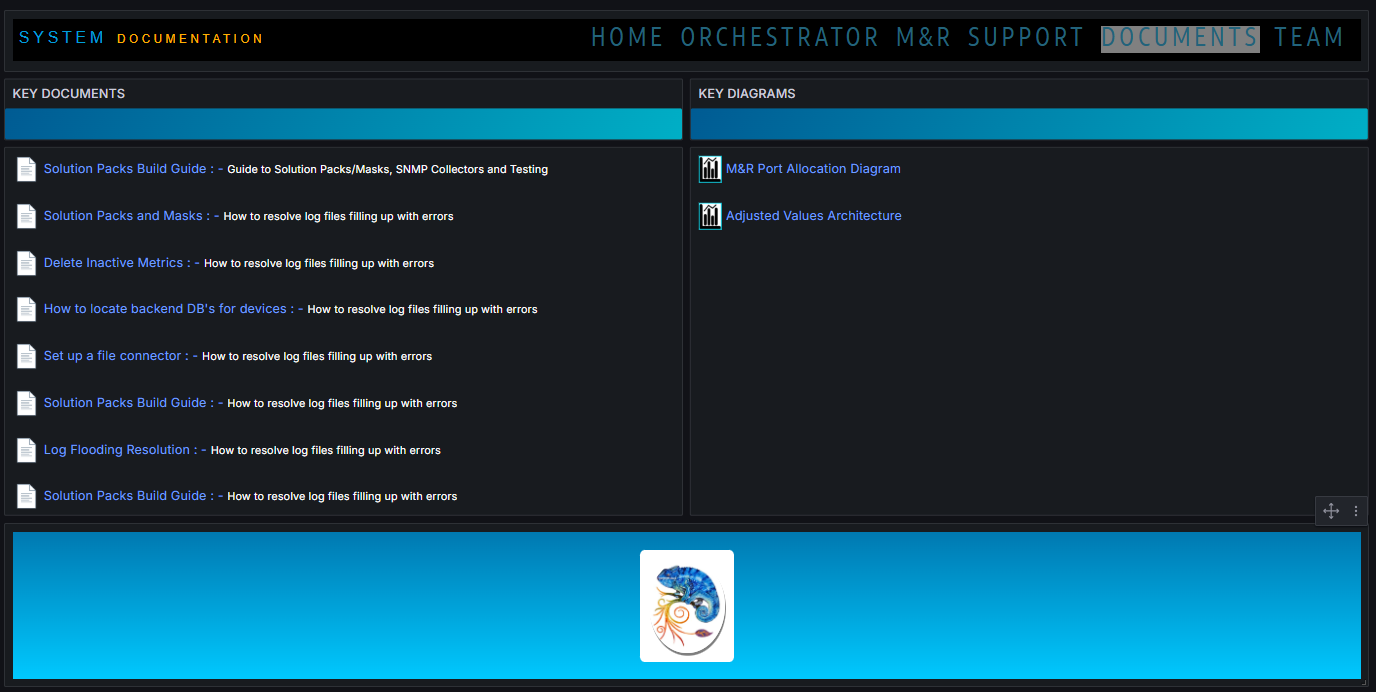 SYSTEM DOCUMENTATION HOME ORCHESTRATOR M&R SUPPORT DOCUMENTS TEAM
KEY DOCUMENTS
Solution Packs Build Guide : - Guide to Solution Packs/Masks, SNMP Collectors and Testing
Solution Packs and Masks : - How to resolve log files filling up with errors
Delete Inactive Metrics : - How to resolve log files filling up with errors
How to locate backend DB's for devices : - How to resolve log files filling up with errors
Set up a file connector : - How to resolve log files filling up with errors
Solution Packs Build Guide : - How to resolve log files filling up with errors
Log Flooding Resolution : - How to resolve log files filling up with errors
Solution Packs Build Guide : - How to resolve log files filling up with errors
KEY DIAGRAMS
M&R Port Allocation Diagram
Adjusted Values Architecture